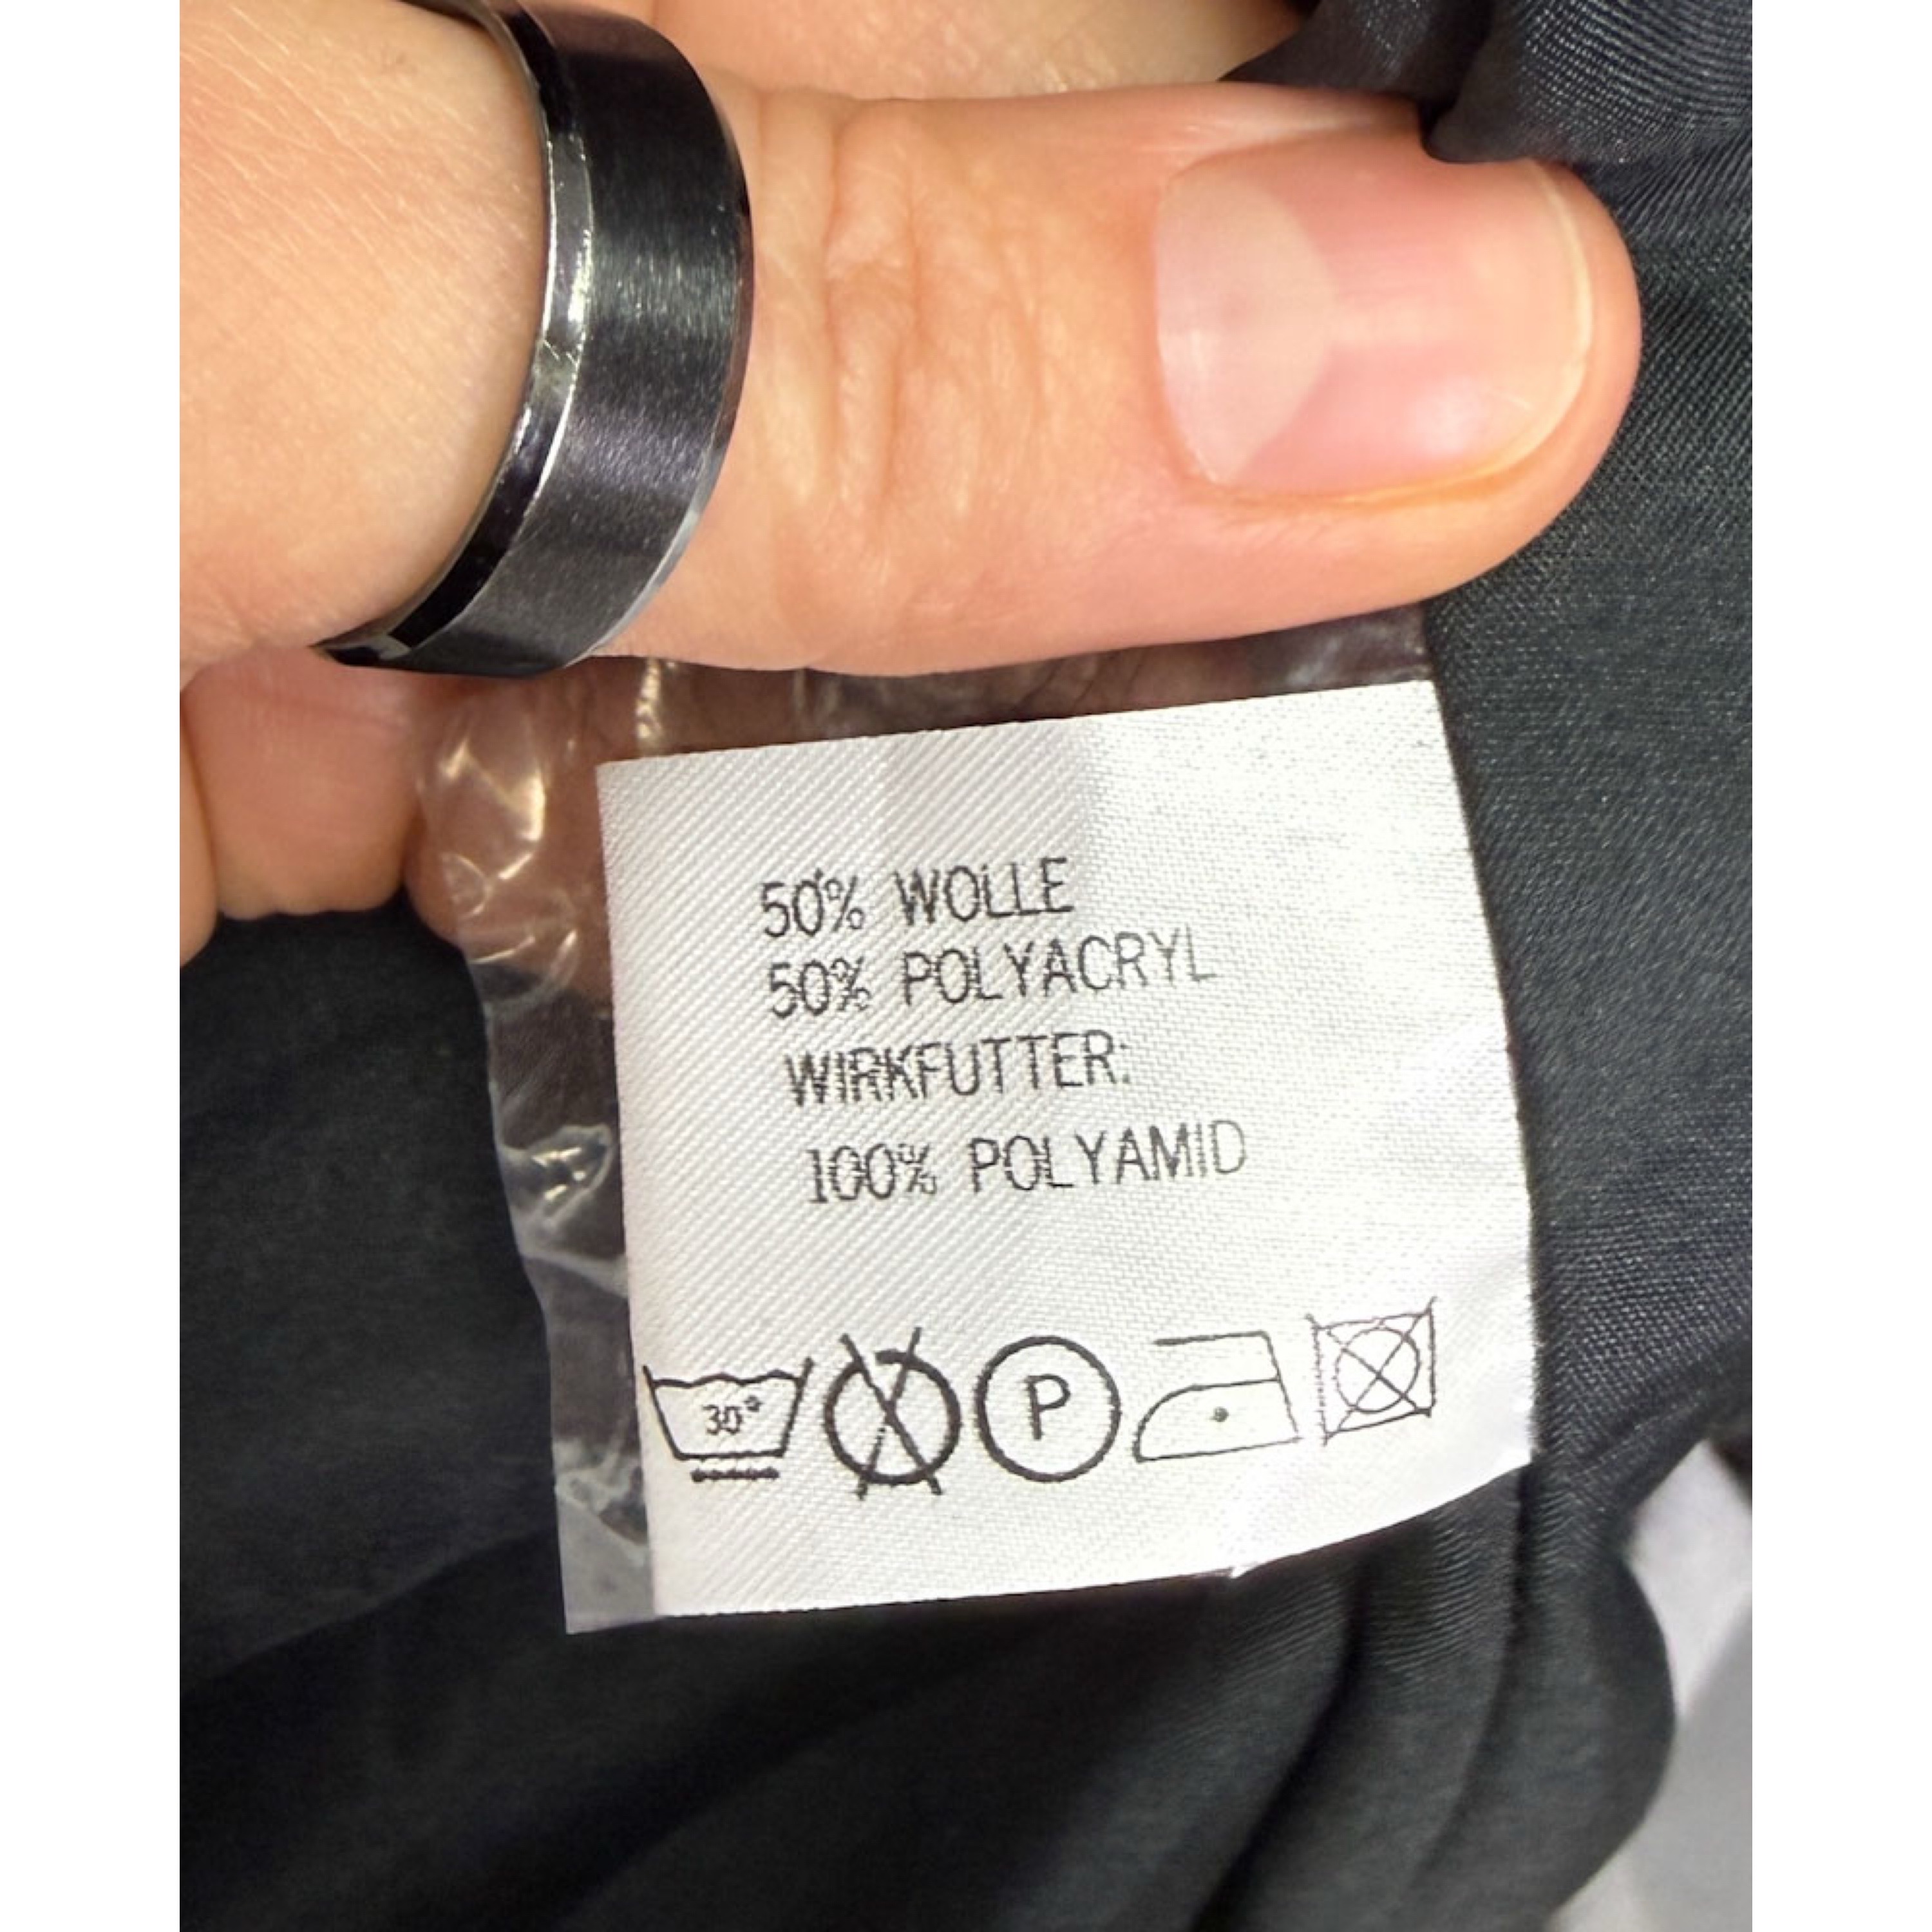 50% WOLLE
50% POLYACRYL
WIRKFUTTER:
100% POLYAMID
30° P